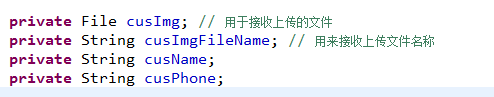 private File cusImg; // 用于接收上传的文件
private String cusImgFileName; // 用来接收上传文件名称
private String cusName;
private String cusPhone;